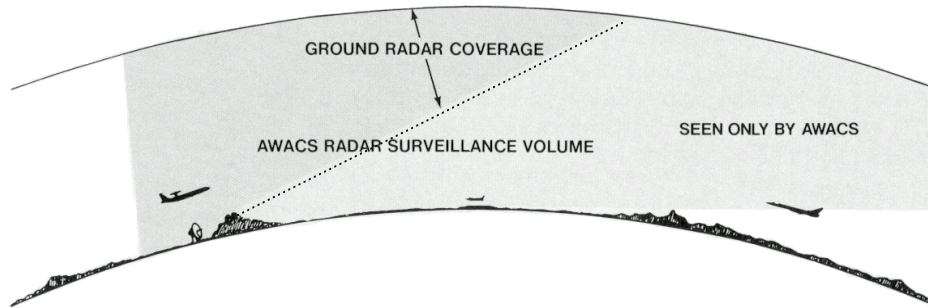 GROUND RADAR COVERAGE
SEEN ONLY BY AWACS
AWACS RADAR SURVEILLANCE VOLUME